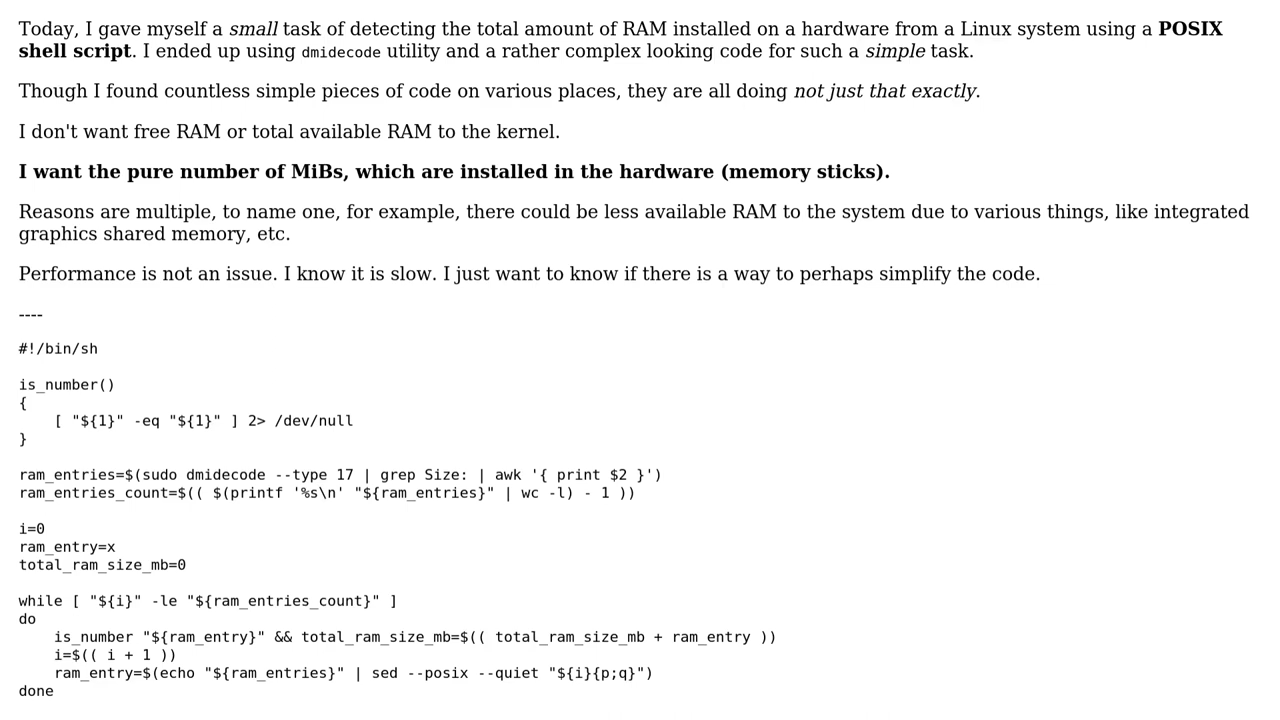 Today, I gave myself a small task of detecting the total amount of RAM installed on a hardware from a Linux system using a POSIX
shell script. I ended up using dmidecode utility and a rather complex looking code for such a simple task.
Though I found countless simple pieces of code on various places, they are all doing not just that exactly.
I don't want free RAM or total available RAM to the kernel.
I want the pure number of MiBs, which are installed in the hardware (memory sticks).
Reasons are multiple, to name one, for example, there could be less available RAM to the system due to various things, like integrated
graphics shared memory, etc.
Performance is not an issue. I know it is slow. I just want to know if there is a way to perhaps simplify the code.
----
#!/bin/sh
is_number()
{
    [ "${1}" -eq "${1}" ] 2> /dev/null
}
ram_entries=$(sudo dmidecode --type 17 | grep Size: | awk '{ print $2 }')
ram_entries_count=$(( $(printf '%s\n' "${ram_entries}" | wc -l) - 1 ))
i=0
ram_entry=x
total_ram_size_mb=0
while [ "${i}" -le "${ram_entries_count}" ]
do
    is_number "${ram_entry}" && total_ram_size_mb=$(( total_ram_size_mb + ram_entry ))
    i=$(( i + 1 ))
    ram_entry=$(echo "${ram_entries}" | sed --posix --quiet "${i}{p;q}")
done